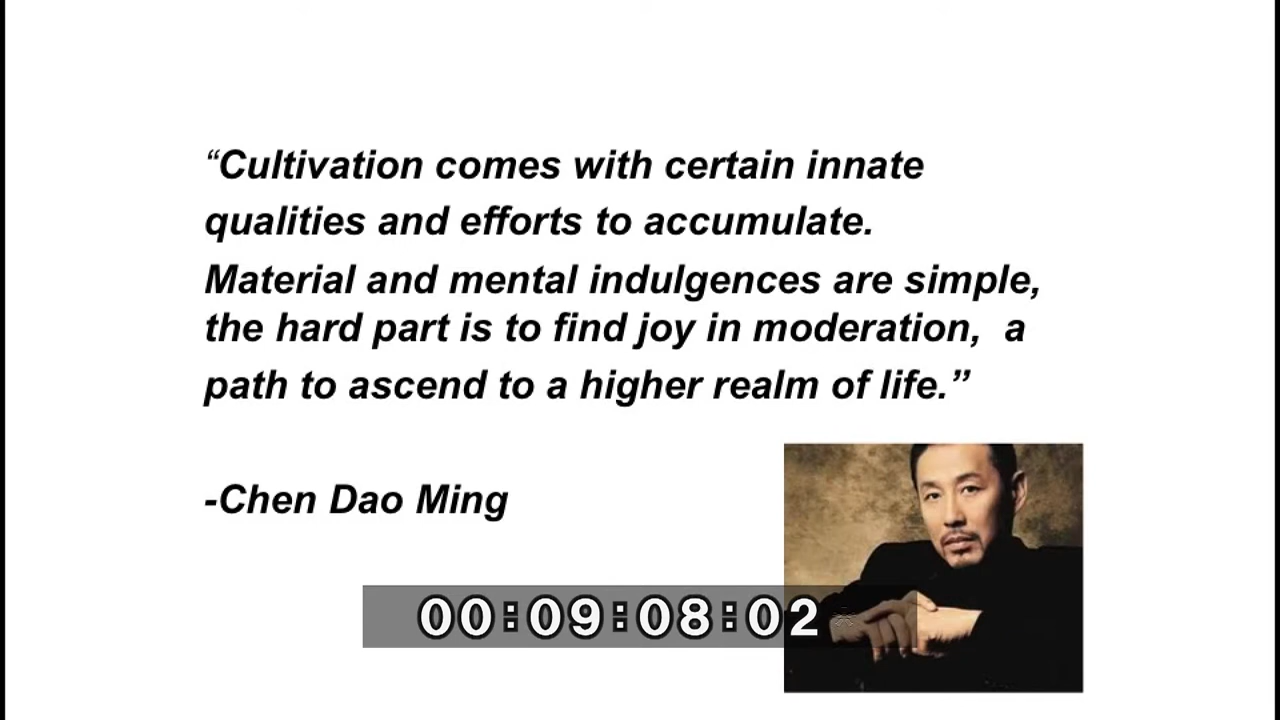 “Cultivation comes with certain innate
qualities and efforts to accumulate.
Material and mental indulgences are simple,
the hard part is to find joy in moderation,  a
path to ascend to a higher realm of life.”
-Chen Dao Ming
00:09:08:02